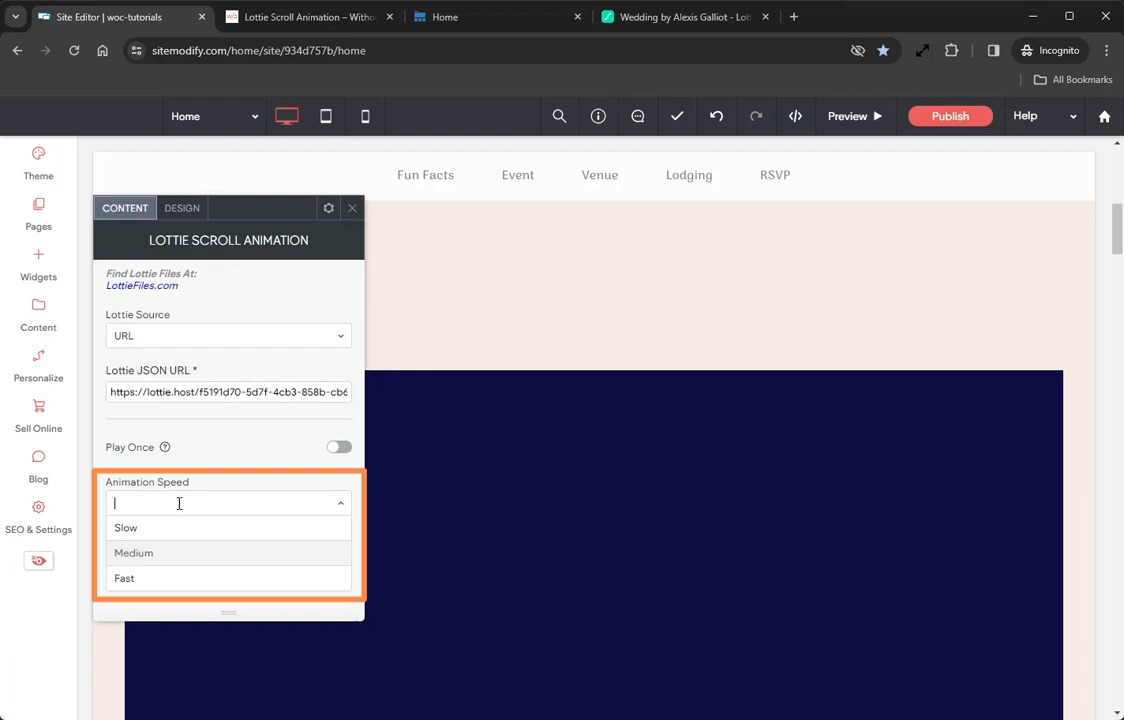 Site Editor | woc-tutorials
Lottie Scroll Animation – Witho
Home
Wedding by Alexis Galliot - Lott
sitemodify.com/home/site/934d757b/home
Incognito
All Bookmarks
Home
Preview
Publish
Help
Theme
Pages
Widgets
Content
Personalize
Sell Online
Blog
SEO & Settings
Fun Facts
Event
Venue
Lodging
RSVP
CONTENT
DESIGN
LOTTIE SCROLL ANIMATION
Find Lottie Files At:
LottieFiles.com
Lottie Source
URL
Lottie JSON URL *
https://lottie.host/f5191d70-5d7f-4cb3-858b-cb6
Play Once
Animation Speed
Slow
Medium
Fast